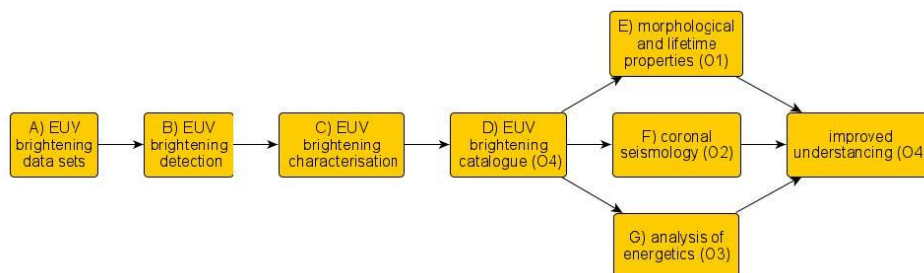 A) EUV
brightening
data sets
B) EUV
brightening
detection
C) EUV
brightening
characterisation
D) EUV
brightening
catalogue (O4)
E) morphological
and lifetime
properties (O1)
F) coronal
seismology (O2)
G) analysis of
energetics (O3)
improved
understancing (O4